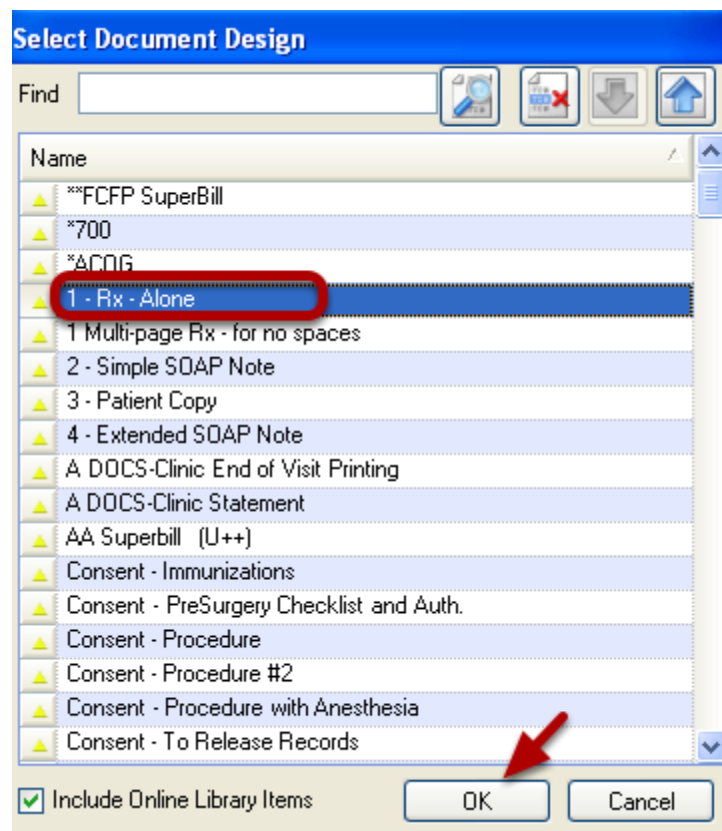 Select Document Design
Find
Name
**FCFP SuperBill
*700
*ACOG
1 - Rx - Alone
1 Multi-page Rx - for no spaces
2 - Simple SOAP Note
3 - Patient Copy
4 - Extended SOAP Note
A DOCS-Clinic End of Visit Printing
A DOCS-Clinic Statement
AA Superbill (U++)
Consent - Immunizations
Consent - PreSurgery Checklist and Auth.
Consent - Procedure
Consent - Procedure #2
Consent - Procedure with Anesthesia
Consent - To Release Records
Include Online Library Items OK Cancel